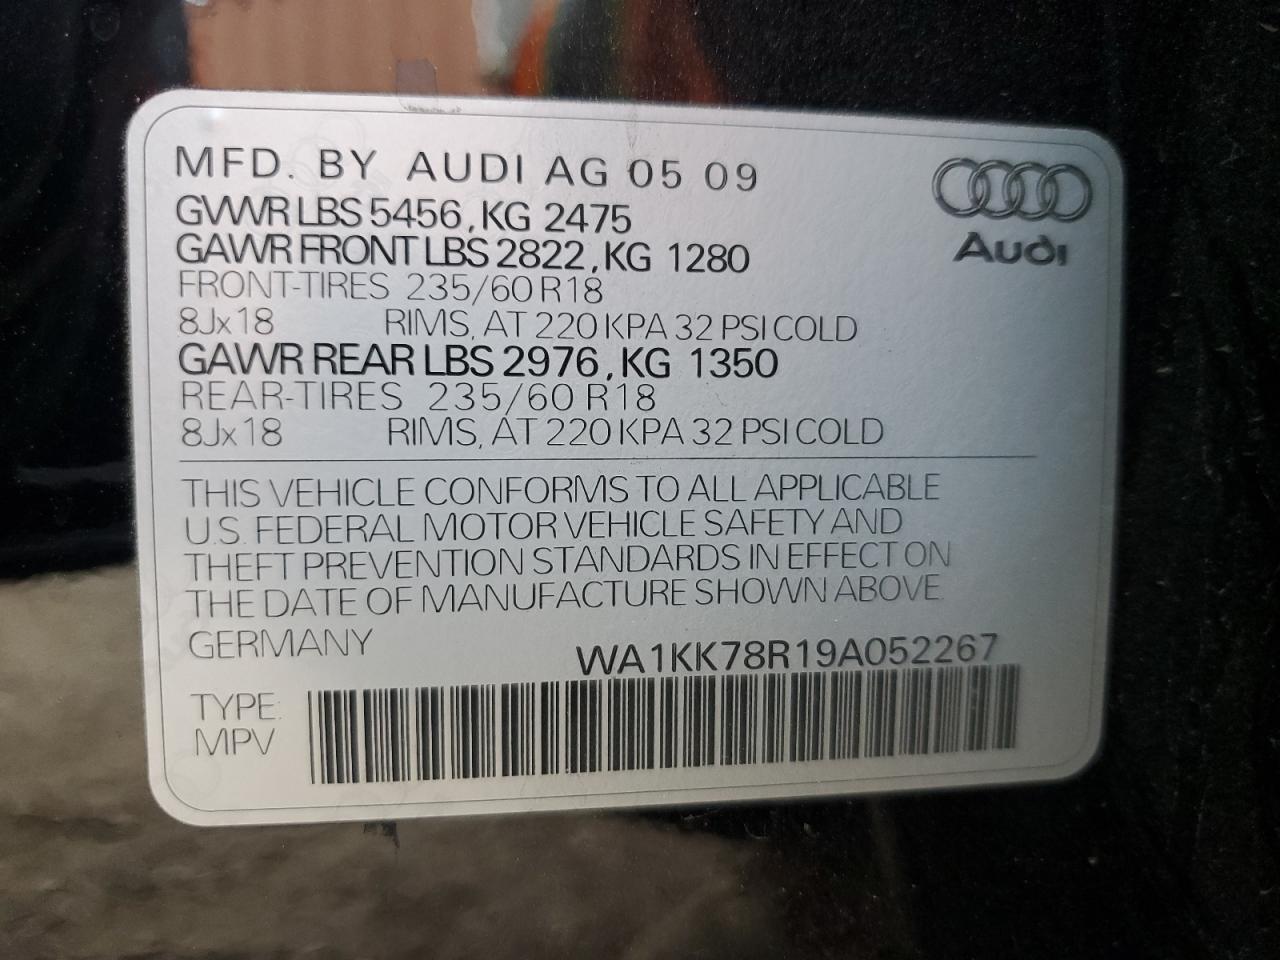 MFD. BY AUDI AG 05 09
GVWR LBS 5456, KG 2475
GAWR FRONT LBS 2822, KG 1280
FRONT-TIRES 235/60 R18
8Jx18 RIMS, AT 220 KPA 32 PSI COLD
GAWR REAR LBS 2976, KG 1350
REAR-TIRES 235/60 R18
8Jx18 RIMS, AT 220 KPA 32 PSI COLD
Audi
THIS VEHICLE CONFORMS TO ALL APPLICABLE
U.S. FEDERAL MOTOR VEHICLE SAFETY AND
THEFT PREVENTION STANDARDS IN EFFECT ON
THE DATE OF MANUFACTURE SHOWN ABOVE.
GERMANY WA1KK78R19A052267
TYPE:
MPV